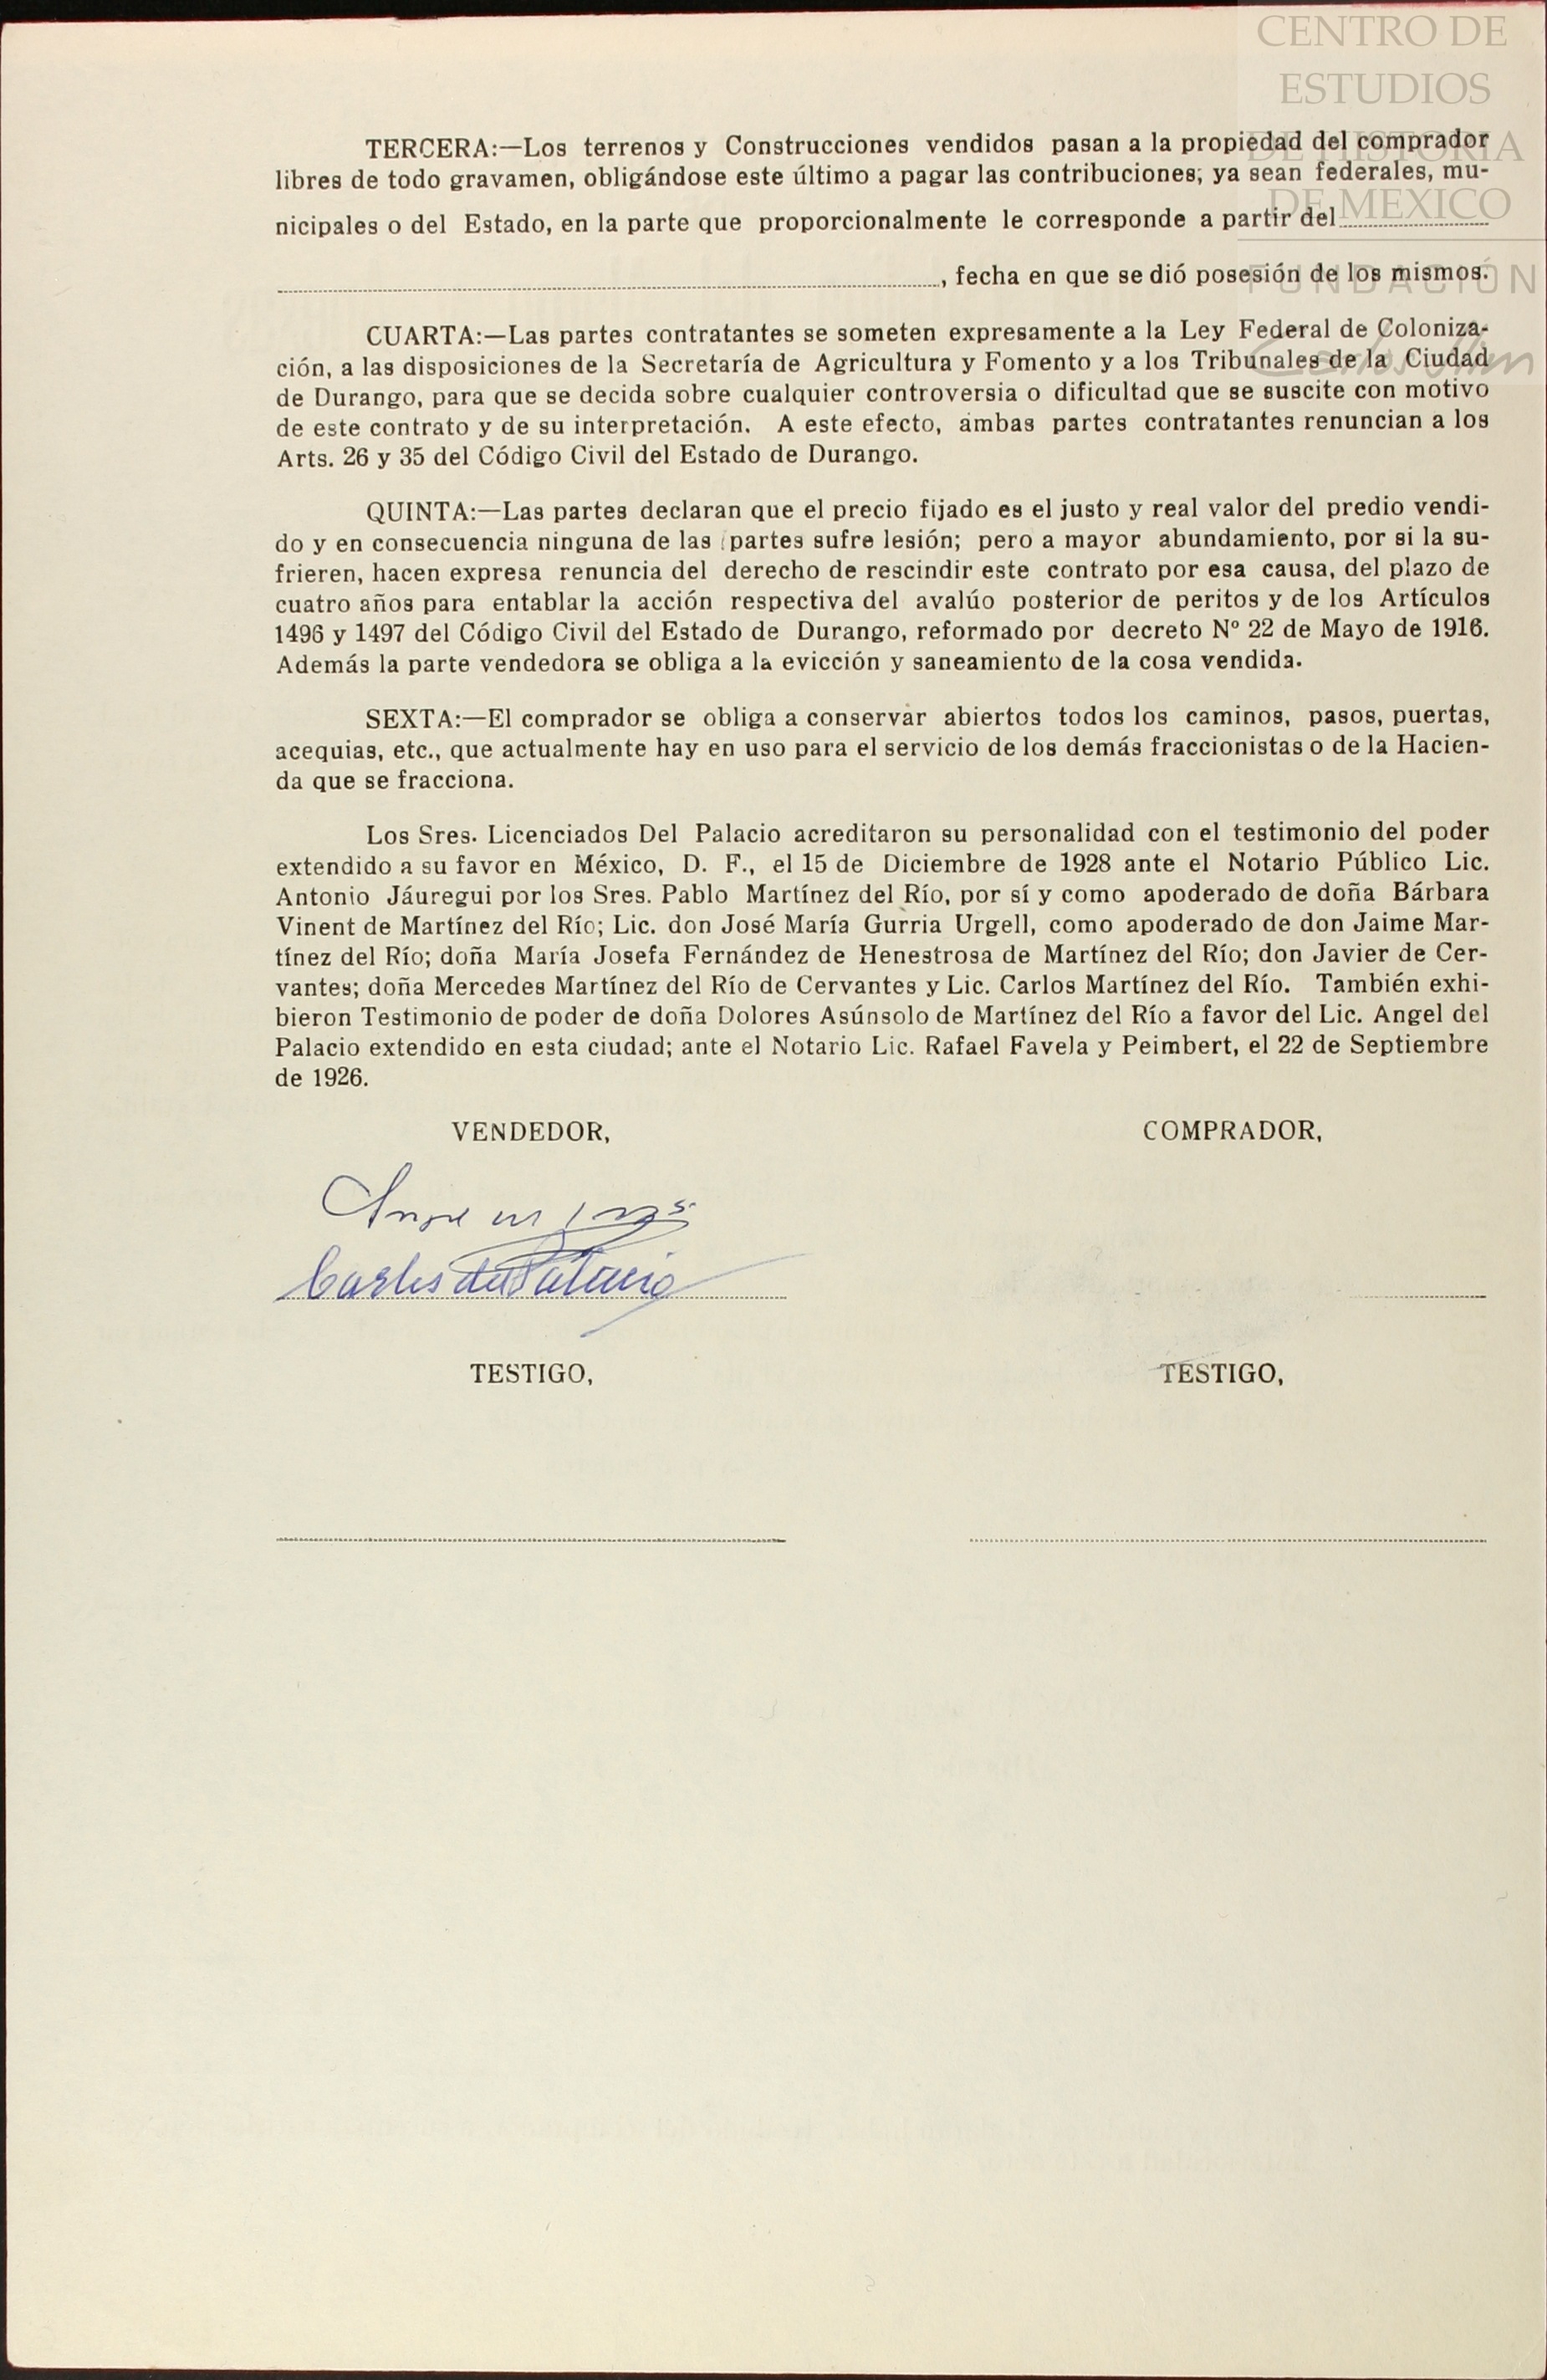 CENTRO DE
ESTUDIOS
DE HISTORIA
DE MEXICO
FUNDACIÓN
TERCERA:—Los terrenos y Construcciones vendidos pasan a la propiedad del comprador
libres de todo gravamen, obligándose este último a pagar las contribuciones; ya sean federales, mu-
nicipales o del Estado, en la parte que proporcionalmente le corresponde a partir del
, fecha en que se dió posesión de los mismos.
CUARTA:—Las partes contratantes se someten expresamente a la Ley Federal de Coloniza-
ción, a las disposiciones de la Secretaría de Agricultura y Fomento y a los Tribunales de la Ciudad
de Durango, para que se decida sobre cualquier controversia o dificultad que se suscite con motivo
de este contrato y de su interpretación. A este efecto, ambas partes contratantes renuncian a los
Arts. 26 y 35 del Código Civil del Estado de Durango.
QUINTA:—Las partes declaran que el precio fijado es el justo y real valor del predio vendi-
do y en consecuencia ninguna de las partes sufre lesión; pero a mayor abundamiento, por si la su-
frieren, hacen expresa renuncia del derecho de rescindir este contrato por esa causa, del plazo de
cuatro años para entablar la acción respectiva del avalúo posterior de peritos y de los Artículos
1496 y 1497 del Código Civil del Estado de Durango, reformado por decreto Nº 22 de Mayo de 1916.
Además la parte vendedora se obliga a la evicción y saneamiento de la cosa vendida.
SEXTA:—El comprador se obliga a conservar abiertos todos los caminos, pasos, puertas,
acequias, etc., que actualmente hay en uso para el servicio de los demás fraccionistas o de la Hacien-
da que se fracciona.
Los Sres. Licenciados Del Palacio acreditaron su personalidad con el testimonio del poder
extendido a su favor en México, D. F., el 15 de Diciembre de 1928 ante el Notario Público Lic.
Antonio Jáuregui por los Sres. Pablo Martínez del Río, por sí y como apoderado de doña Bárbara
Vinent de Martínez del Río; Lic. don José María Gurria Urgell, como apoderado de don Jaime Mar-
tínez del Río; doña María Josefa Fernández de Henestrosa de Martínez del Río; don Javier de Cer-
vantes; doña Mercedes Martínez del Río de Cervantes y Lic. Carlos Martínez del Río. También exhi-
bieron Testimonio de poder de doña Dolores Asúnsolo de Martínez del Río a favor del Lic. Angel del
Palacio extendido en esta ciudad; ante el Notario Lic. Rafael Favela y Peimbert, el 22 de Septiembre
de 1926.
VENDEDOR,
COMPRADOR,
Carlos del Palacio
TESTIGO,
TESTIGO,